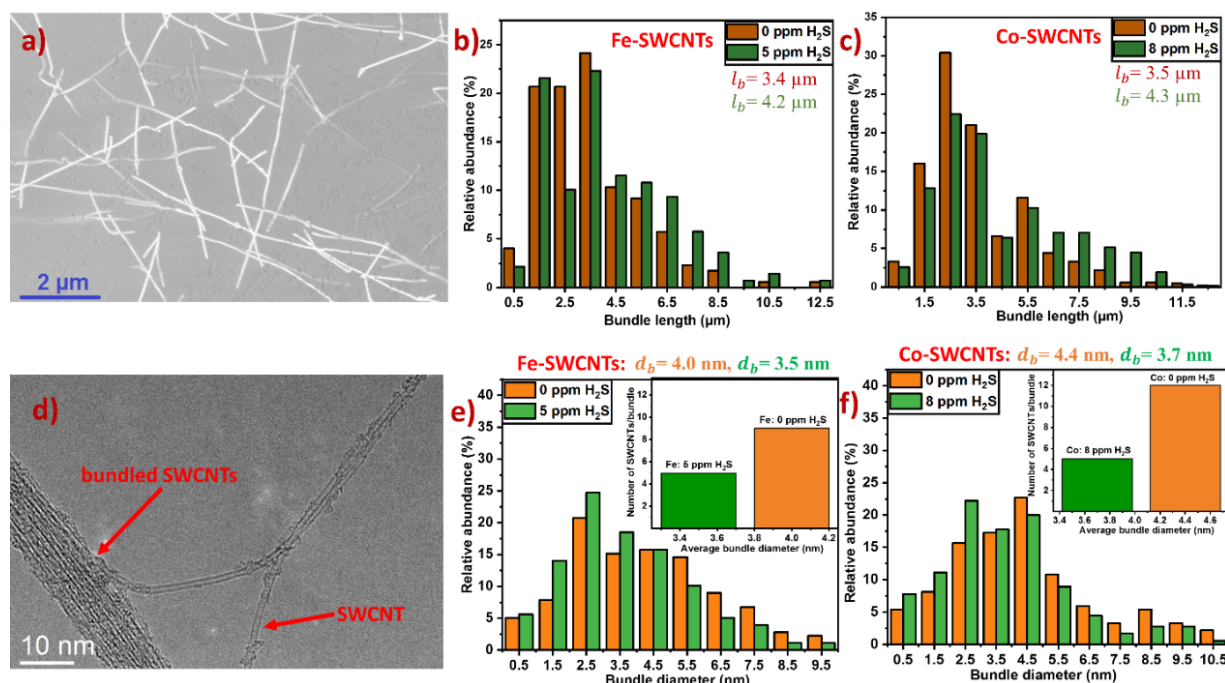 a)
2 µm
b)
Fe-SWCNTs
0 ppm H₂S
5 ppm H₂S
l_b= 3.4 µm
l_b= 4.2 µm
Relative abundance (%)
25
20
15
10
5
0
0.5 2.5 4.5 6.5 8.5 10.5 12.5
Bundle length (µm)
c)
Co-SWCNTs
0 ppm H₂S
8 ppm H₂S
l_b= 3.5 µm
l_b= 4.3 µm
Relative abundance (%)
35
30
25
20
15
10
5
0
1.5 3.5 5.5 7.5 9.5 11.5
Bundle length (µm)
d)
bundled SWCNTs
SWCNT
10 nm
Fe-SWCNTs: d_b= 4.0 nm, d_b= 3.5 nm
e)
0 ppm H₂S
5 ppm H₂S
Relative abundance (%)
40
35
30
25
20
15
10
5
0
0.5 1.5 2.5 3.5 4.5 5.5 6.5 7.5 8.5 9.5
Bundle diameter (nm)
Number of SWCNTs/bundle
12
10
8
6
4
2
Fe: 0 ppm H₂S
Fe: 5 ppm H₂S
3.4 3.6 3.8 4.0 4.2
Average bundle diameter (nm)
Co-SWCNTs: d_b= 4.4 nm, d_b= 3.7 nm
f)
0 ppm H₂S
8 ppm H₂S
Relative abundance (%)
40
35
30
25
20
15
10
5
0
0.5 1.5 2.5 3.5 4.5 5.5 6.5 7.5 8.5 9.5 10.5
Bundle diameter (nm)
Number of SWCNTs/bundle
12
10
8
6
4
2
Co: 0 ppm H₂S
Co: 8 ppm H₂S
3.4 3.6 3.8 4.0 4.2 4.4 4.6
Average bundle diameter (nm)